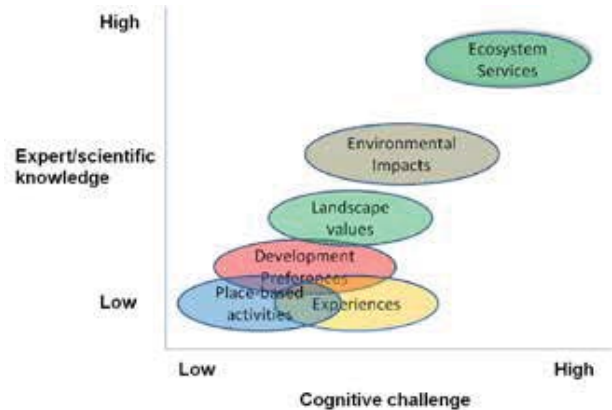 High
Ecosystem
Services
Expert/scientific
knowledge
Environmental
Impacts
Landscape
values
Development
Preferences
Low
Place-based
activities
Experiences
Low
High
Cognitive challenge